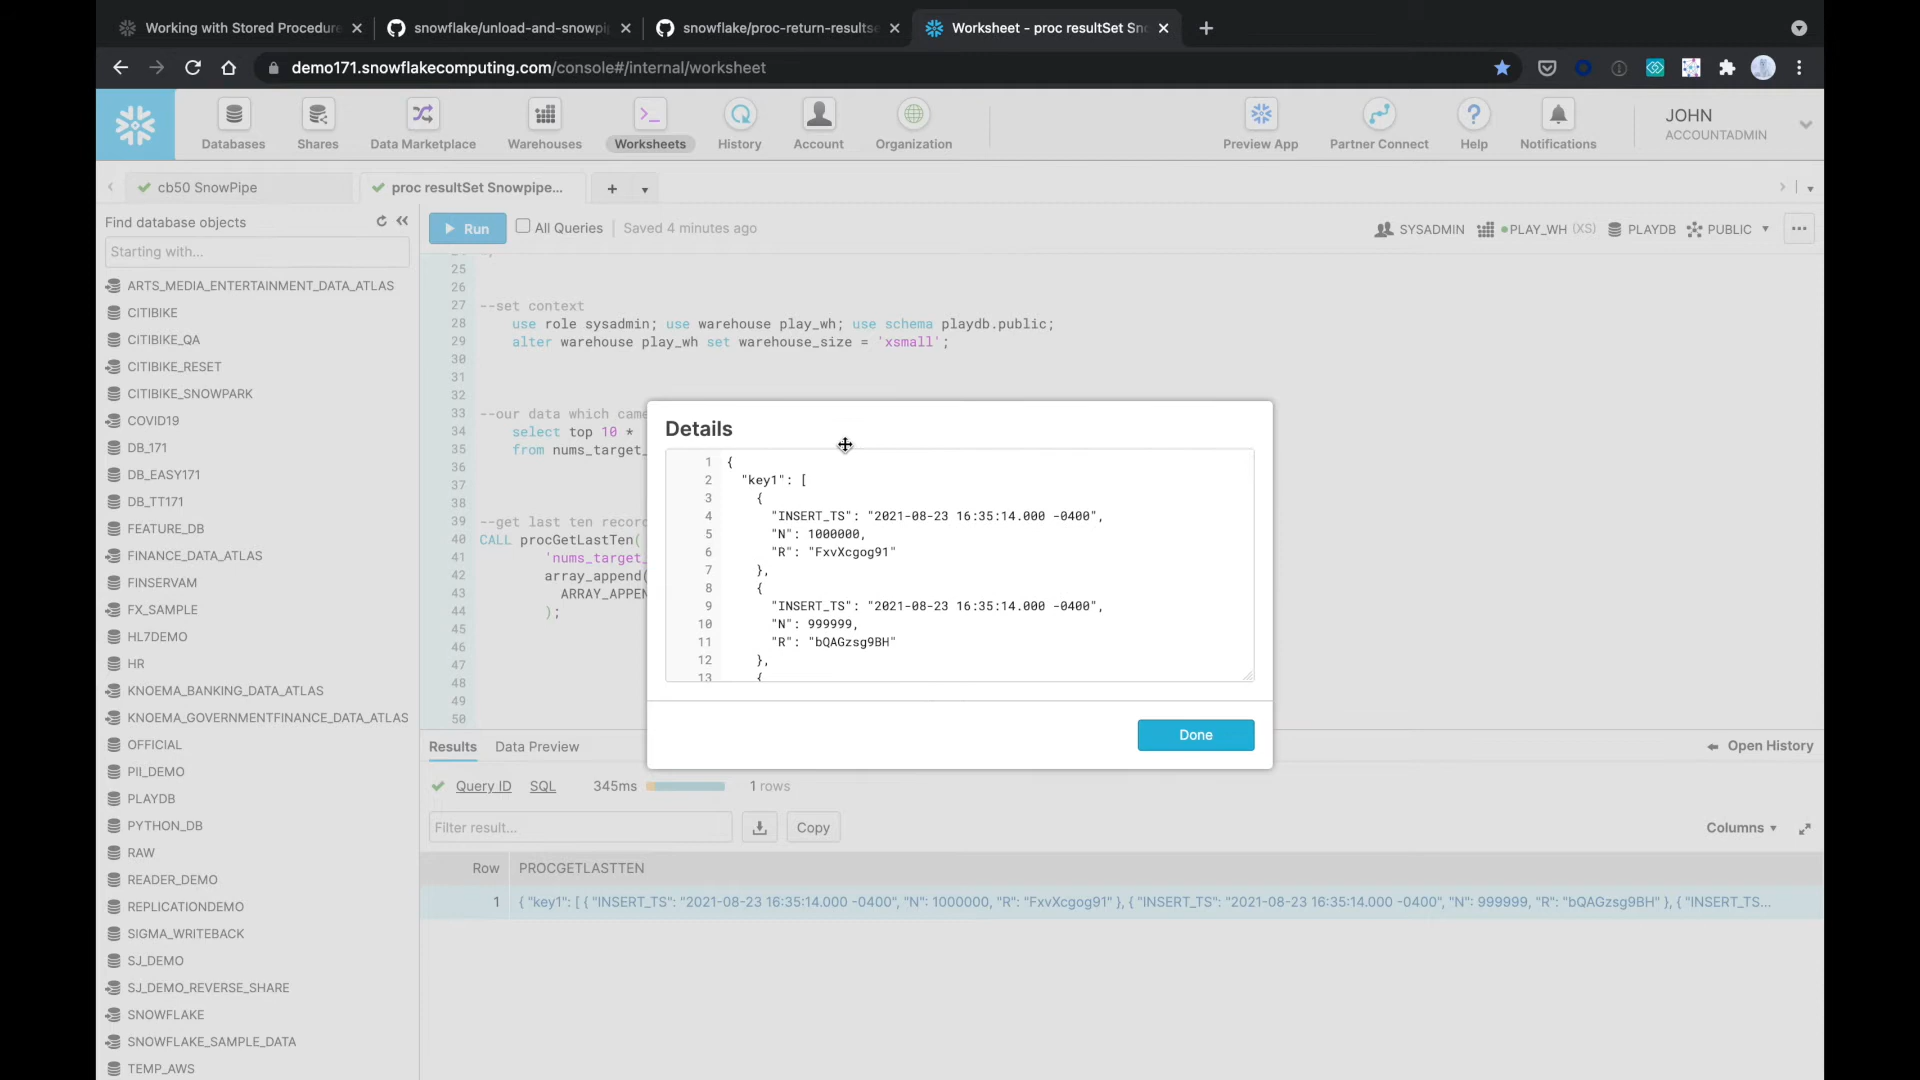 Working with Stored Procedure
snowflake/unload-and-snowpi
snowflake/proc-return-results
Worksheet - proc resultSet Sno
demo171.snowflakecomputing.com/console#/internal/worksheet
Databases
Shares
Data Marketplace
Warehouses
Worksheets
History
Account
Organization
Preview App
Partner Connect
Help
Notifications
JOHN
ACCOUNTADMIN
cb50 SnowPipe
proc resultSet Snowpipe...
Find database objects
Starting with...
ARTS_MEDIA_ENTERTAINMENT_DATA_ATLAS
CITIBIKE
CITIBIKE_QA
CITIBIKE_RESET
CITIBIKE_SNOWPARK
COVID19
DB_171
DB_EASY171
DB_TT171
FEATURE_DB
FINANCE_DATA_ATLAS
FINSERVAM
FX_SAMPLE
HL7DEMO
HR
KNOEMA_BANKING_DATA_ATLAS
KNOEMA_GOVERNMENTFINANCE_DATA_ATLAS
OFFICIAL
PII_DEMO
PLAYDB
PYTHON_DB
RAW
READER_DEMO
REPLICATIONDEMO
SIGMA_WRITEBACK
SJ_DEMO
SJ_DEMO_REVERSE_SHARE
SNOWFLAKE
SNOWFLAKE_SAMPLE_DATA
TEMP_AWS
Run
All Queries
Saved 4 minutes ago
SYSADMIN
PLAY_WH (XS)
PLAYDB
PUBLIC
25
26
27 --set context
28 use role sysadmin; use warehouse play_wh; use schema playdb.public;
29 alter warehouse play_wh set warehouse_size = 'xsmall';
30
31
32
33 --our data which came
34 select top 10 *
35 from nums_target_
36
37
38
39 --get last ten record
40 CALL procGetLastTen(
41 'nums_target_
42 array_append(
43 ARRAY_APPEN
44 );
45
46
47
48
49
50
Details
1 {
2 "key1": [
3 {
4 "INSERT_TS": "2021-08-23 16:35:14.000 -0400",
5 "N": 1000000,
6 "R": "FxvXcgog91"
7 },
8 {
9 "INSERT_TS": "2021-08-23 16:35:14.000 -0400",
10 "N": 999999,
11 "R": "bQAGzsg9BH"
12 },
13 {
Done
Results
Data Preview
Open History
Query ID
SQL
345ms
1 rows
Filter result...
Copy
Columns
Row
PROCGETLASTTEN
1 { "key1": [ { "INSERT_TS": "2021-08-23 16:35:14.000 -0400", "N": 1000000, "R": "FxvXcgog91" }, { "INSERT_TS": "2021-08-23 16:35:14.000 -0400", "N": 999999, "R": "bQAGzsg9BH" }, { "INSERT_TS...